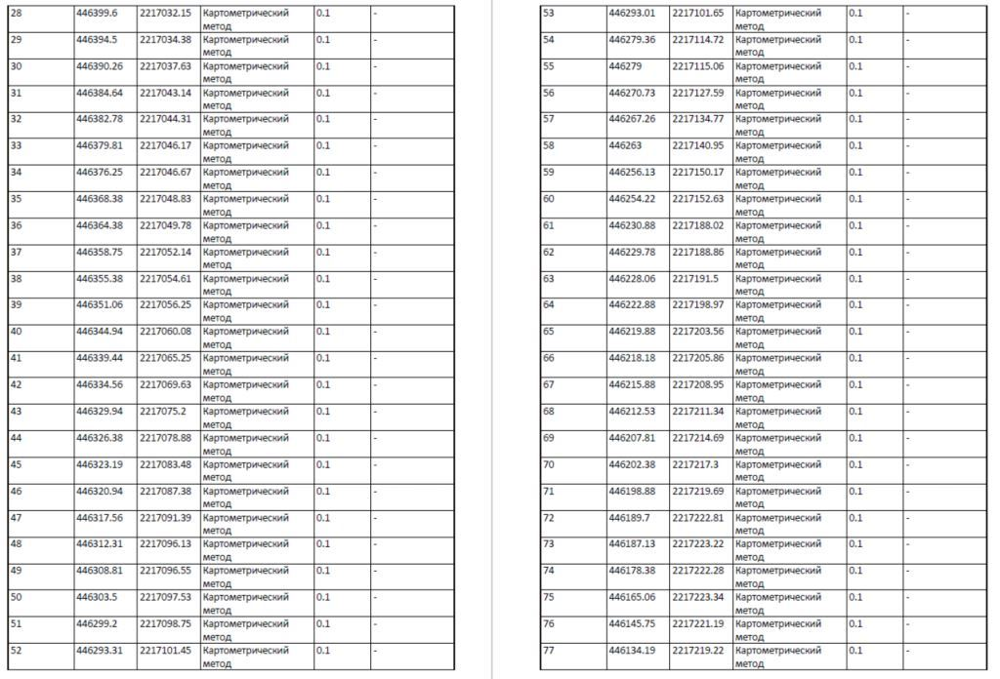 28 446399.6 2217032.15 Картометрический 0.1 -
метод
29 446394.5 2217034.38 Картометрический 0.1 -
метод
30 446390.26 2217037.63 Картометрический 0.1 -
метод
31 446384.64 2217043.14 Картометрический 0.1 -
метод
32 446382.78 2217044.31 Картометрический 0.1 -
метод
33 446379.81 2217046.17 Картометрический 0.1 -
метод
34 446376.25 2217046.67 Картометрический 0.1 -
метод
35 446368.38 2217048.83 Картометрический 0.1 -
метод
36 446364.38 2217049.78 Картометрический 0.1 -
метод
37 446358.75 2217052.14 Картометрический 0.1 -
метод
38 446355.38 2217054.61 Картометрический 0.1 -
метод
39 446351.06 2217056.25 Картометрический 0.1 -
метод
40 446344.94 2217060.08 Картометрический 0.1 -
метод
41 446339.44 2217065.25 Картометрический 0.1 -
метод
42 446334.56 2217069.63 Картометрический 0.1 -
метод
43 446329.94 2217075.2 Картометрический 0.1 -
метод
44 446326.38 2217078.88 Картометрический 0.1 -
метод
45 446323.19 2217083.48 Картометрический 0.1 -
метод
46 446320.94 2217087.38 Картометрический 0.1 -
метод
47 446317.56 2217091.39 Картометрический 0.1 -
метод
48 446312.31 2217096.13 Картометрический 0.1 -
метод
49 446308.81 2217096.55 Картометрический 0.1 -
метод
50 446303.5 2217097.53 Картометрический 0.1 -
метод
51 446299.2 2217098.75 Картометрический 0.1 -
метод
52 446293.31 2217101.45 Картометрический 0.1 -
метод
53 446293.01 2217101.65 Картометрический 0.1 -
метод
54 446279.36 2217114.72 Картометрический 0.1 -
метод
55 446279 2217115.06 Картометрический 0.1 -
метод
56 446270.73 2217127.59 Картометрический 0.1 -
метод
57 446267.26 2217134.77 Картометрический 0.1 -
метод
58 446263 2217140.95 Картометрический 0.1 -
метод
59 446256.13 2217150.17 Картометрический 0.1 -
метод
60 446254.22 2217152.63 Картометрический 0.1 -
метод
61 446230.88 2217188.02 Картометрический 0.1 -
метод
62 446229.78 2217188.86 Картометрический 0.1 -
метод
63 446228.06 2217191.5 Картометрический 0.1 -
метод
64 446222.88 2217198.97 Картометрический 0.1 -
метод
65 446219.88 2217203.56 Картометрический 0.1 -
метод
66 446218.18 2217205.86 Картометрический 0.1 -
метод
67 446215.88 2217208.95 Картометрический 0.1 -
метод
68 446212.53 2217211.34 Картометрический 0.1 -
метод
69 446207.81 2217214.69 Картометрический 0.1 -
метод
70 446202.38 2217217.3 Картометрический 0.1 -
метод
71 446198.88 2217219.69 Картометрический 0.1 -
метод
72 446189.7 2217222.81 Картометрический 0.1 -
метод
73 446187.13 2217223.22 Картометрический 0.1 -
метод
74 446178.38 2217222.28 Картометрический 0.1 -
метод
75 446165.06 2217223.34 Картометрический 0.1 -
метод
76 446145.75 2217221.19 Картометрический 0.1 -
метод
77 446134.19 2217219.22 Картометрический 0.1 -
метод